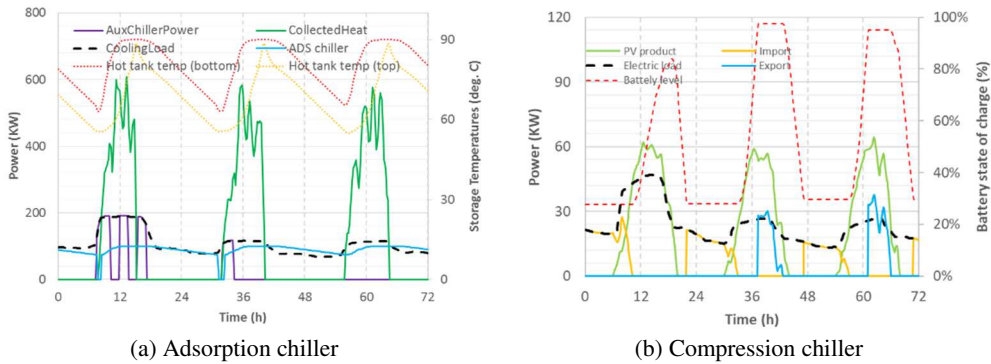 800
600
400
200
0
Power (KW)
AuxChillerPower
CollectedHeat
CoolingLoad
ADS chiller
Hot tank temp (bottom)
Hot tank temp (top)
90
60
30
0
Storage Temperatures (deg. C)
0 12 24 36 48 60 72
Time (h)
(a) Adsorption chiller
120
90
60
30
0
Power (KW)
PV product
Import
Electric load
Export
Battely level
100%
80%
60%
40%
20%
0%
Battery state of charge (%)
0 12 24 36 48 60 72
Time (h)
(b) Compression chiller